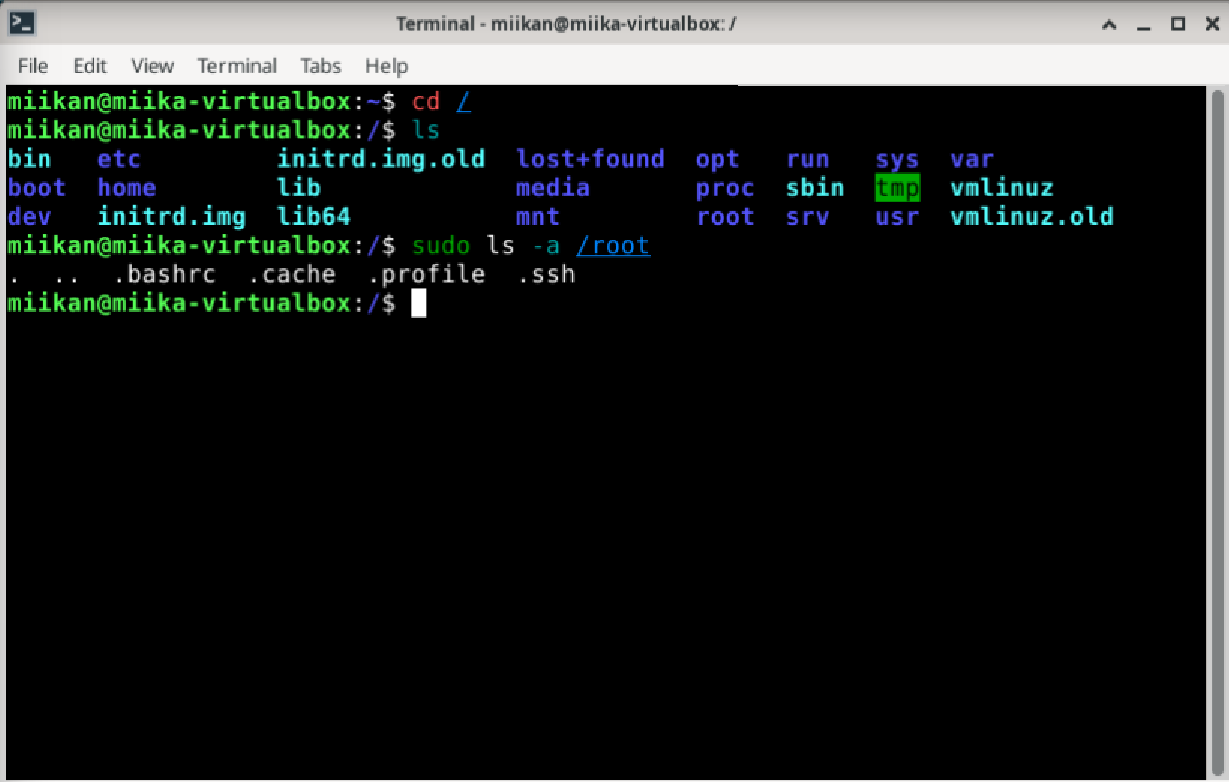 Terminal - miikan@miika-virtualbox: /
File Edit View Terminal Tabs Help
miikan@miika-virtualbox:~$ cd /
miikan@miika-virtualbox:/$ ls
bin etc initrd.img.old lost+found opt run sys var
boot home lib media proc sbin tmp vmlinuz
dev initrd.img lib64 mnt root srv usr vmlinuz.old
miikan@miika-virtualbox:/$ sudo ls -a /root
. .. .bashrc .cache .profile .ssh
miikan@miika-virtualbox:/$